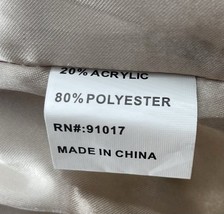 20% ACRYLIC
80% POLYESTER
RN#:91017
MADE IN CHINA